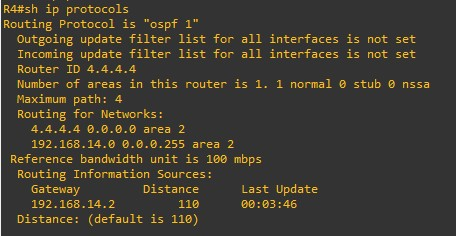 R4#sh ip protocols
Routing Protocol is "ospf 1"
Outgoing update filter list for all interfaces is not set
Incoming update filter list for all interfaces is not set
Router ID 4.4.4.4
Number of areas in this router is 1. 1 normal 0 stub 0 nssa
Maximum path: 4
Routing for Networks:
4.4.4.4 0.0.0.0 area 2
192.168.14.0 0.0.0.255 area 2
Reference bandwidth unit is 100 mbps
Routing Information Sources:
Gateway Distance Last Update
192.168.14.2 110 00:03:46
Distance: (default is 110)